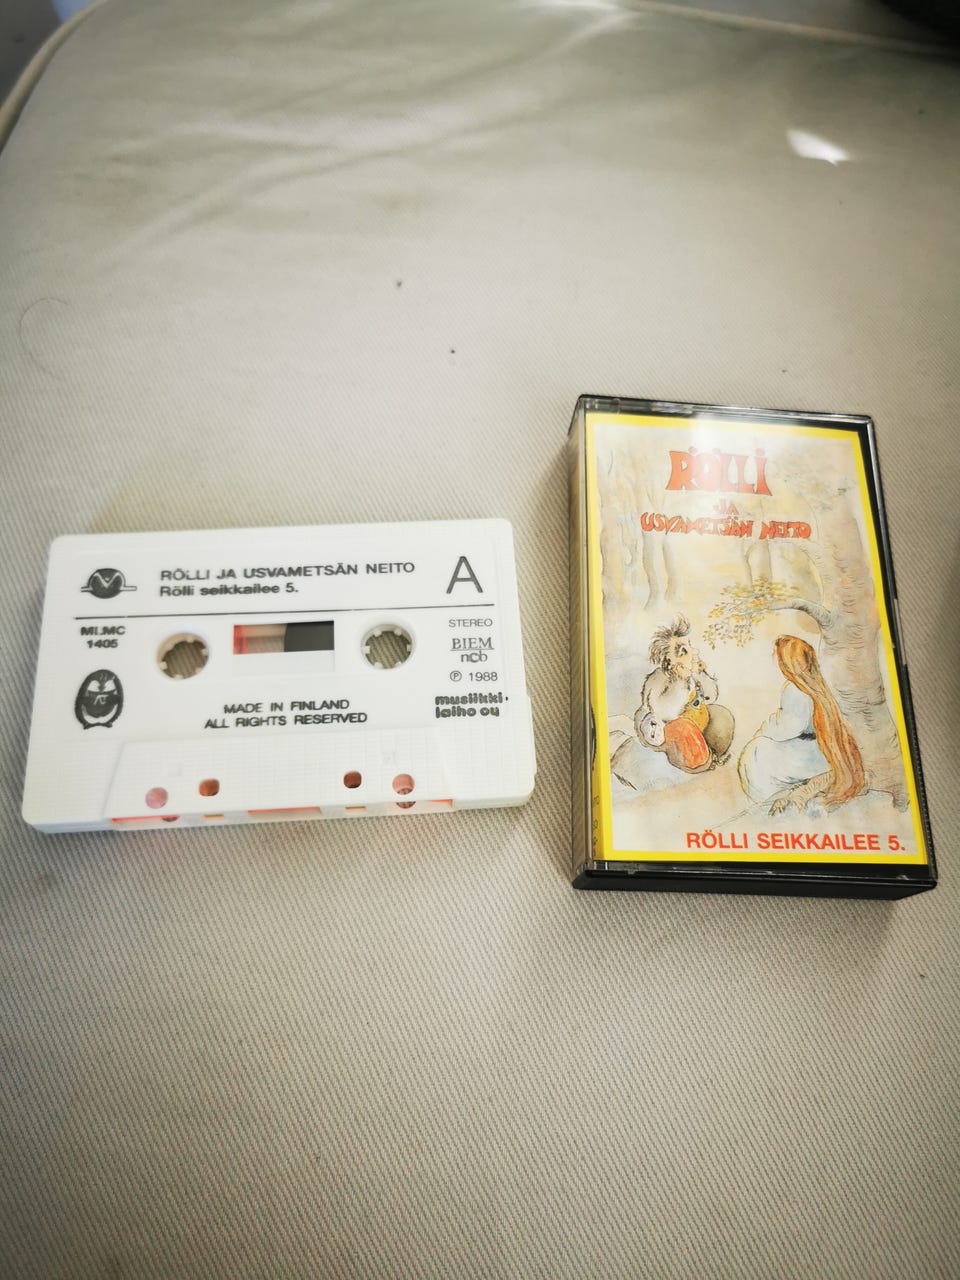 RÖLLI JA USVAMETSÄN NEITO
Rölli seikkailee 5.
A
MLMC
1405
STEREO
BIEM
ncb
℗ 1988
MADE IN FINLAND
ALL RIGHTS RESERVED
musiikki-
laiho oy
RÖLLI
JA
USVAMETSÄN NEITO
RÖLLI SEIKKAILEE 5.